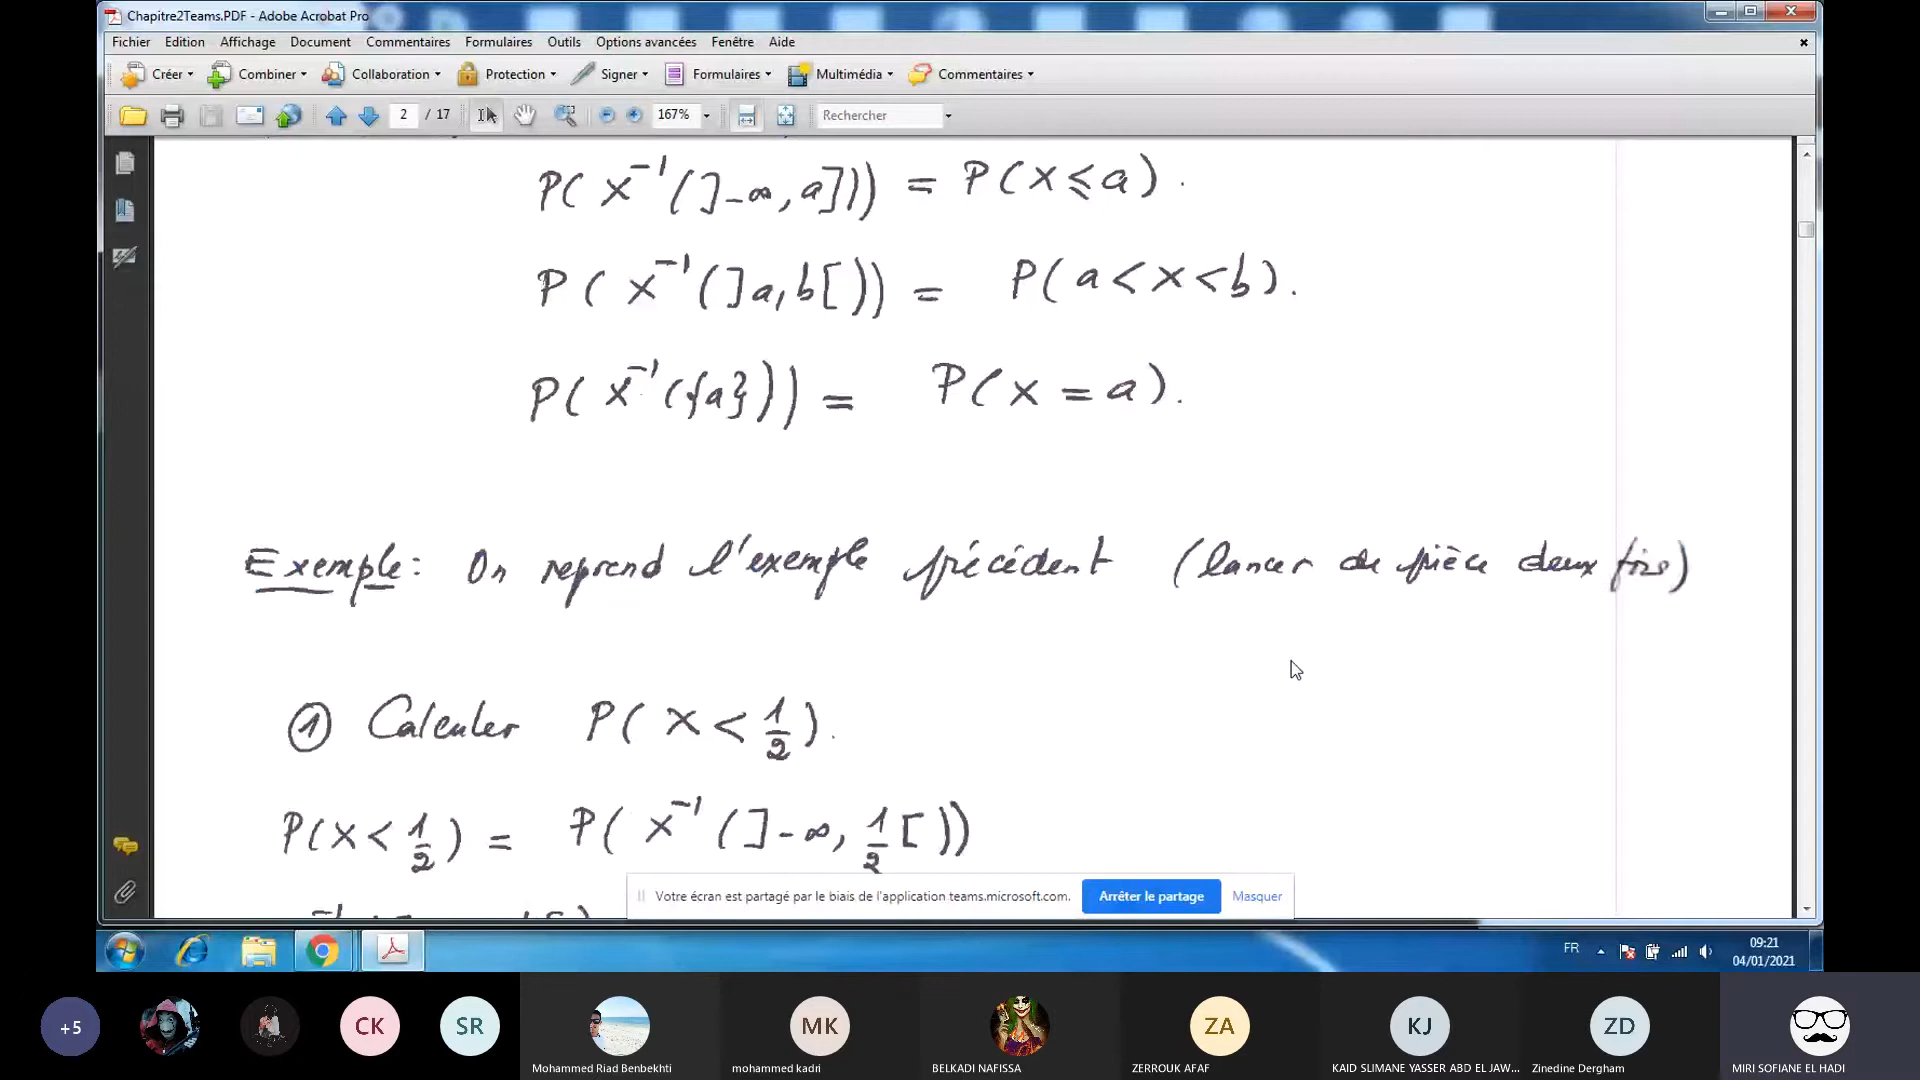 Chapitre2Teams.PDF - Adobe Acrobat Pro
Fichier Edition Affichage Document Commentaires Formulaires Outils Options avancées Fenêtre Aide
Créer Combiner Collaboration Protection Signer Formulaires Multimédia Commentaires
2 / 17 167% Rechercher
P( X⁻¹(]-∞, a])) = P(X ⩽ a).
P( X⁻¹(]a, b[)) = P(a < X < b).
P( X⁻¹({a})) = P(X = a).
Exemple: On reprend l'exemple précédent (lancer de pièce deux fois)
① Calculer P( X < 1/2 ).
P(X < 1/2) = P( X⁻¹(]-∞, 1/2[))
Votre écran est partagé par le biais de l'application teams.microsoft.com. Arrêter le partage Masquer
FR 09:21
04/01/2021
+5 CK SR MK ZA KJ ZD
Mohammed Riad Benbekhti mohammed kadri BELKADI NAFISSA ZERROUK AFAF KAID SLIMANE YASSER ABD EL JAW... Zinedine Dergham MIRI SOFIANE EL HADI